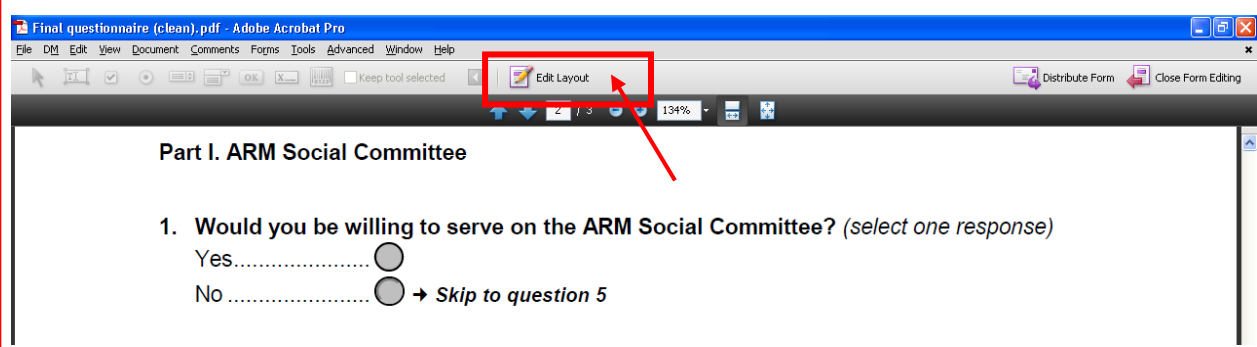 Final questionnaire (clean).pdf - Adobe Acrobat Pro
File DM Edit View Document Comments Forms Tools Advanced Window Help
OK Keep tool selected Edit Layout Distribute Form Close Form Editing
2 / 3 134%
Part I. ARM Social Committee
1. Would you be willing to serve on the ARM Social Committee? (select one response)
Yes......................
No ....................... → Skip to question 5